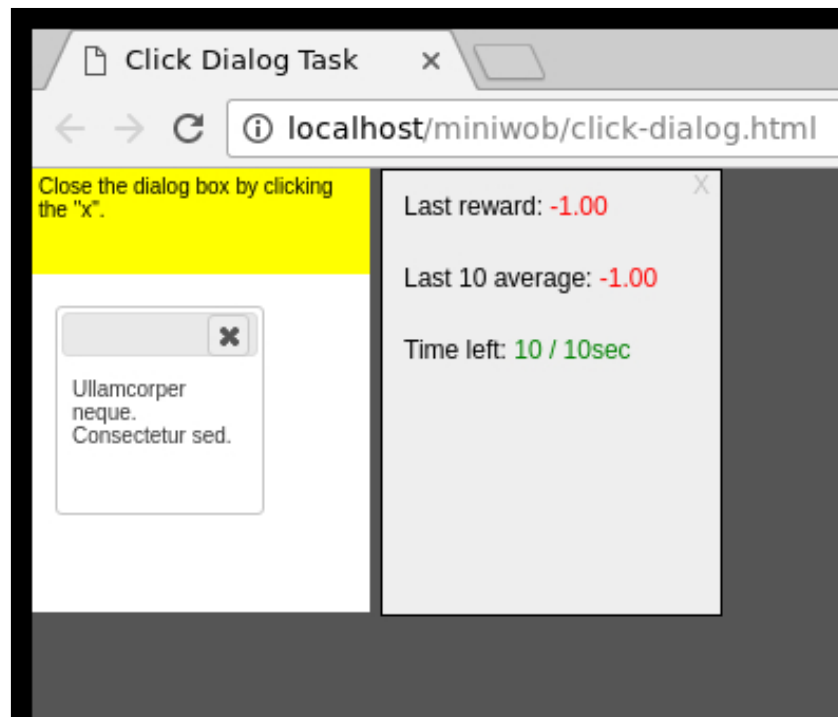 Click Dialog Task
localhost/miniwob/click-dialog.html
Close the dialog box by clicking
the "x".
Ullamcorper
neque.
Consectetur sed.
X
Last reward: -1.00
Last 10 average: -1.00
Time left: 10 / 10sec